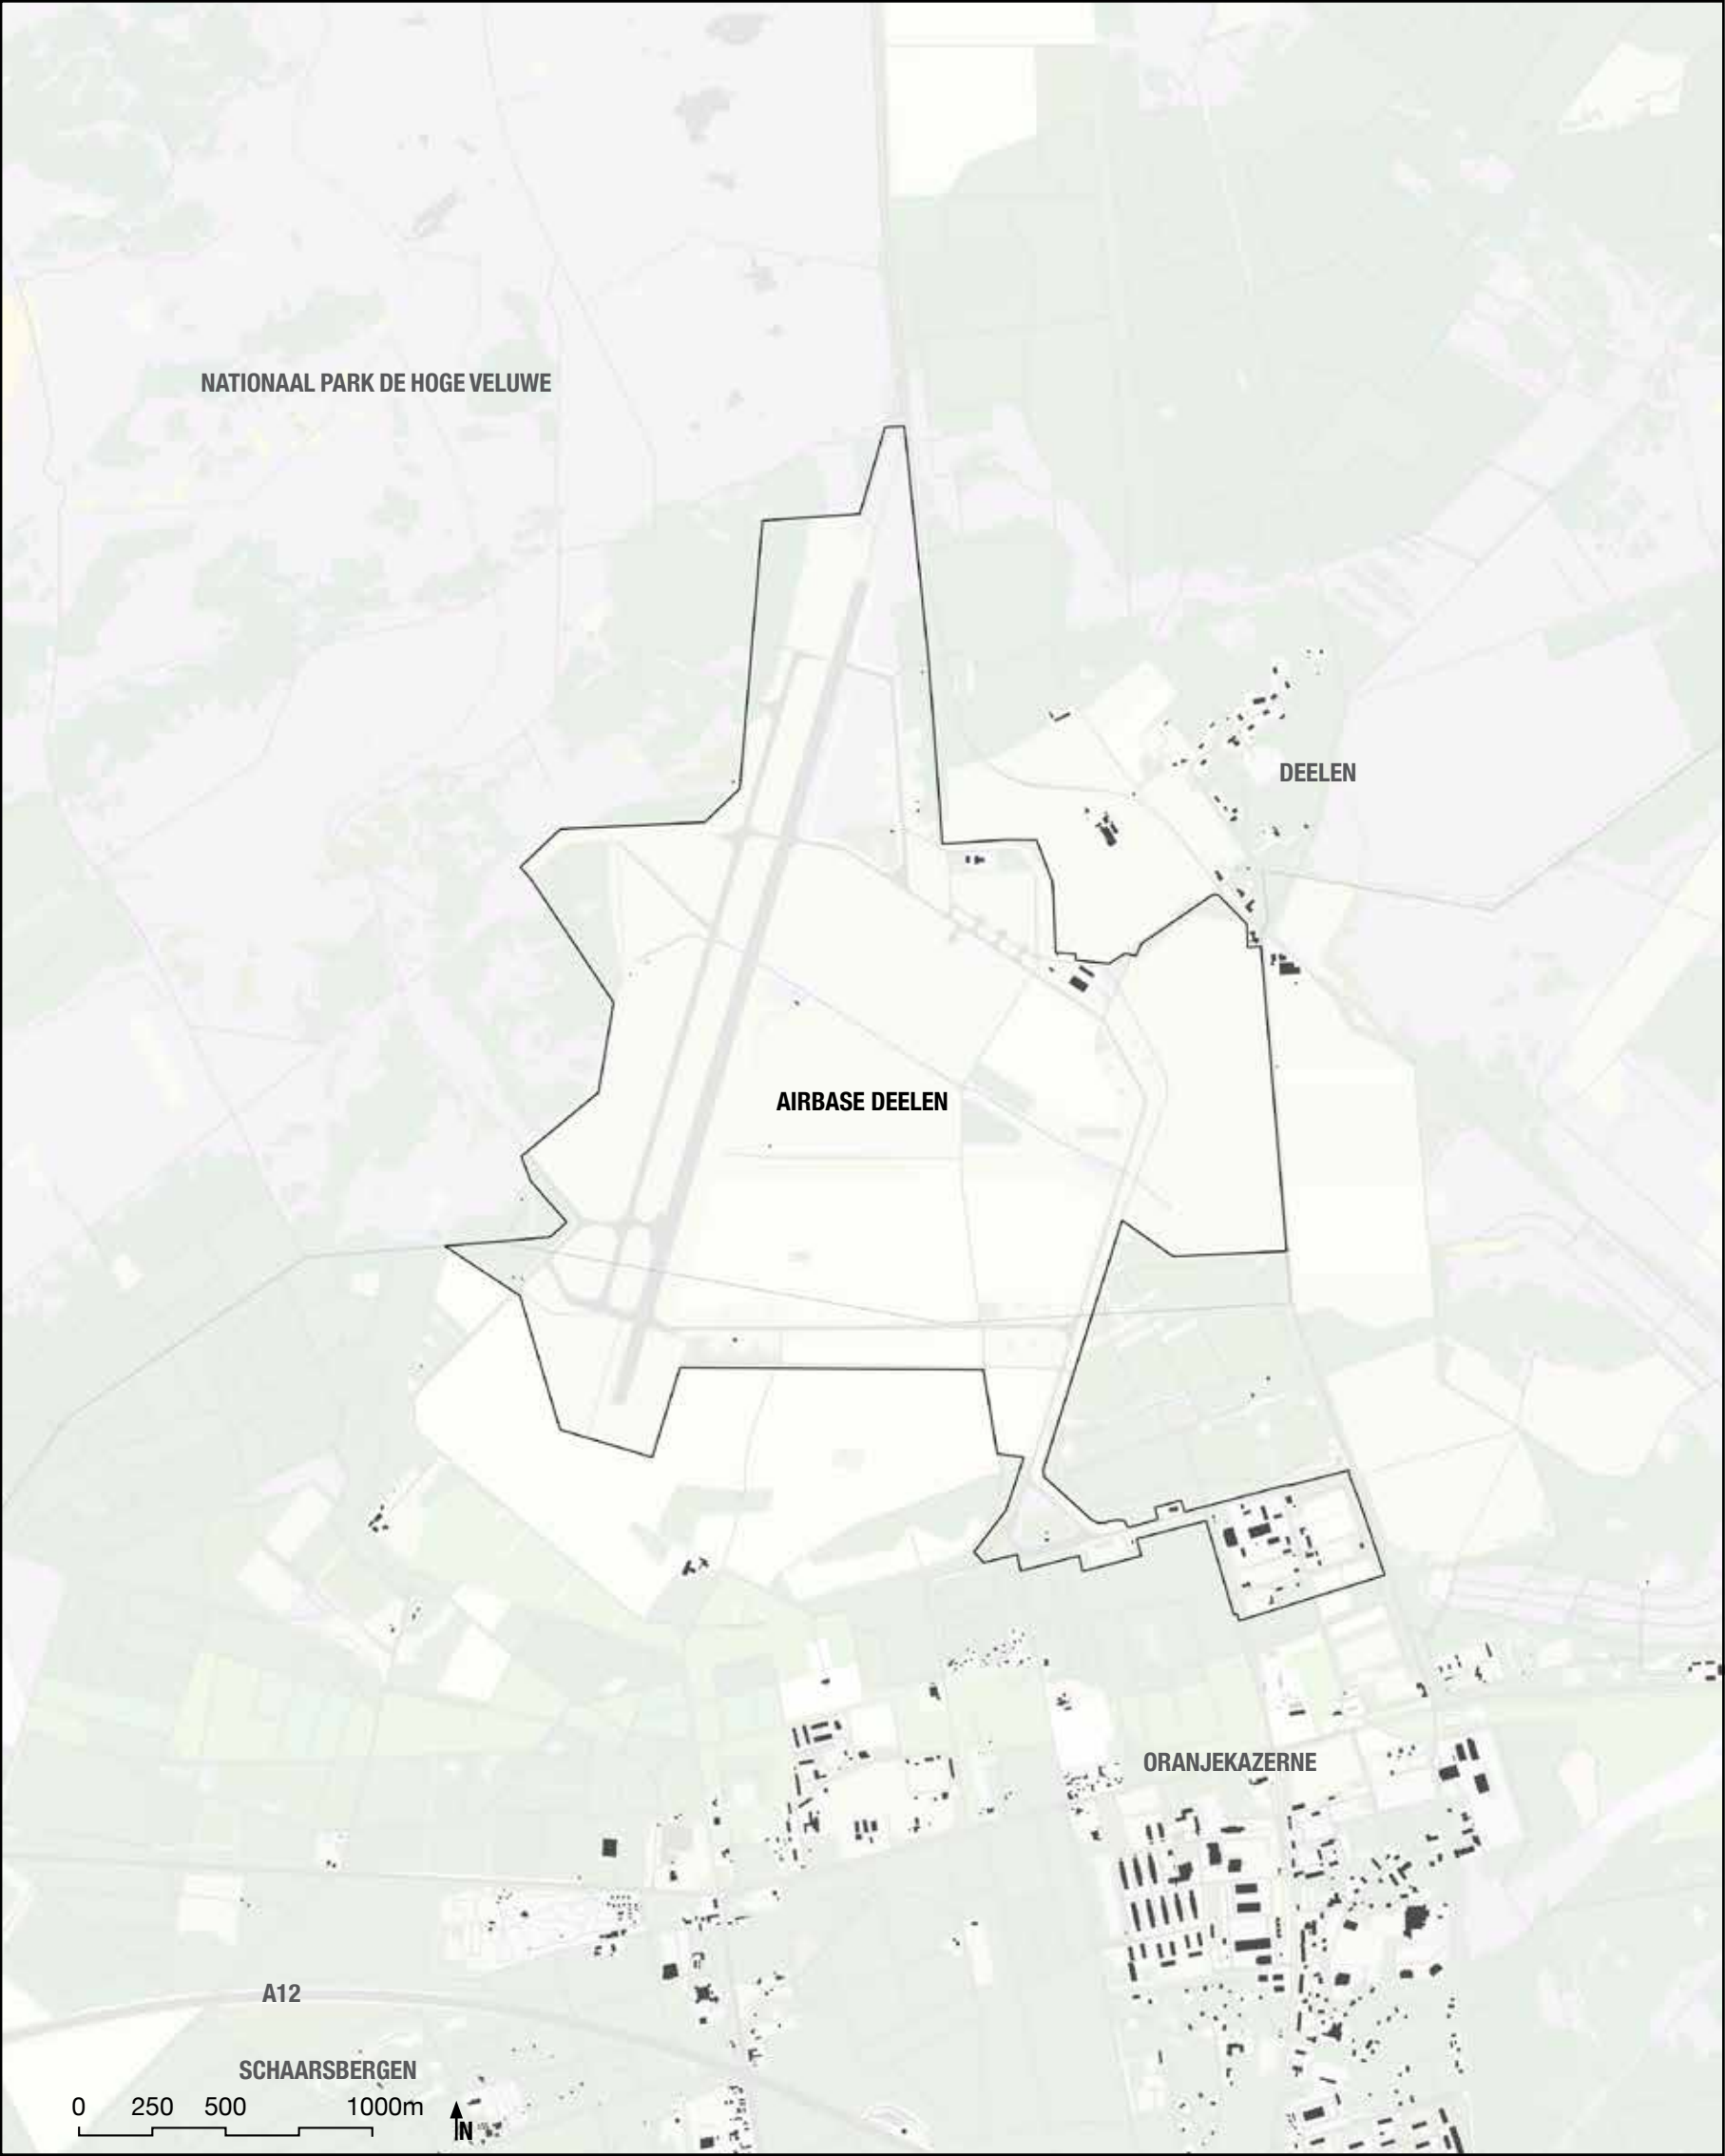 NATIONAAL PARK DE HOGE VELUWE
DEELEN
AIRBASE DEELEN
ORANJEKAZERNE
A12
SCHAARSBERGEN
0 250 500 1000m
N